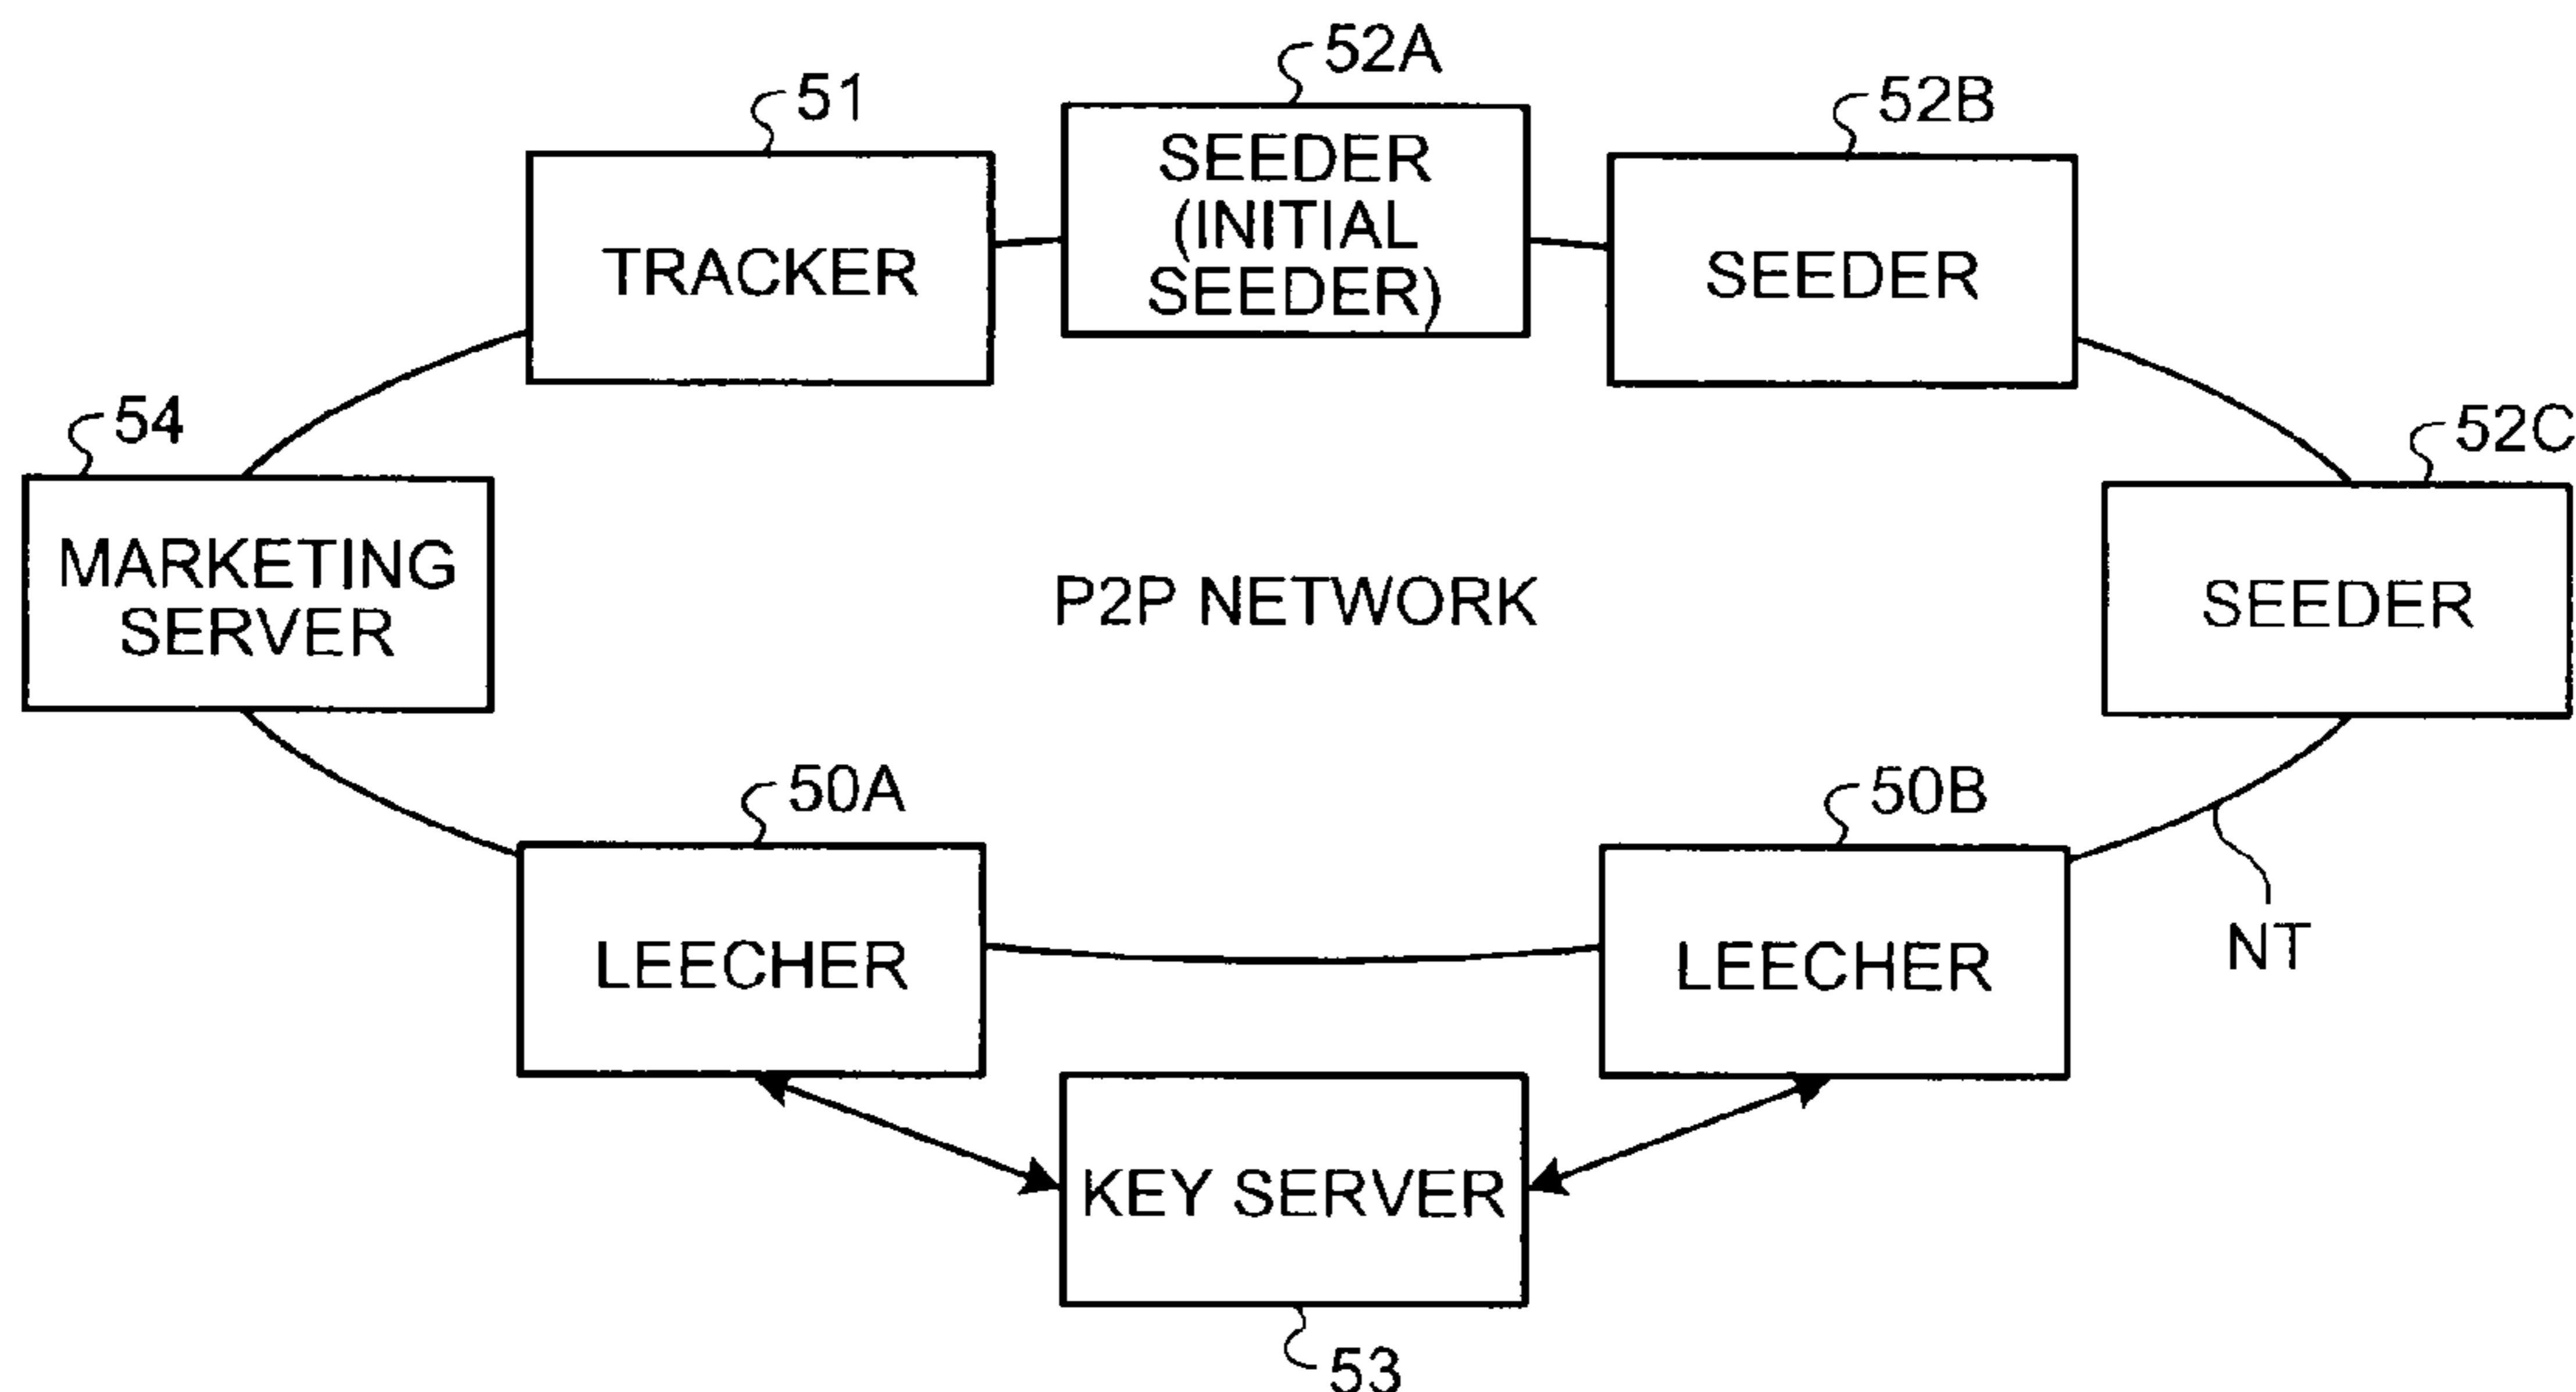 52A
51
52B
SEEDER
(INITIAL
SEEDER)
TRACKER
SEEDER
54
52C
MARKETING
SERVER
P2P NETWORK
SEEDER
50A
50B
LEECHER
LEECHER
NT
KEY SERVER
53